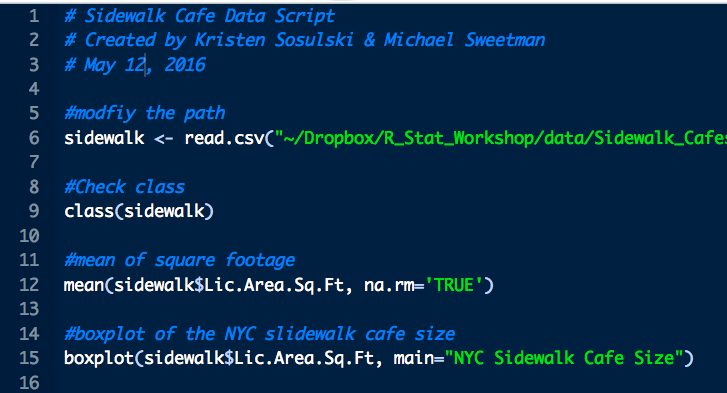 1 # Sidewalk Cafe Data Script
2 # Created by Kristen Sosulski & Michael Sweetman
3 # May 12, 2016
4
5 #modfiy the path
6 sidewalk <- read.csv("~/Dropbox/R_Stat_Workshop/data/Sidewalk_Cafes
7
8 #Check class
9 class(sidewalk)
10
11 #mean of square footage
12 mean(sidewalk$Lic.Area.Sq.Ft, na.rm='TRUE')
13
14 #boxplot of the NYC slidewalk cafe size
15 boxplot(sidewalk$Lic.Area.Sq.Ft, main="NYC Sidewalk Cafe Size")
16